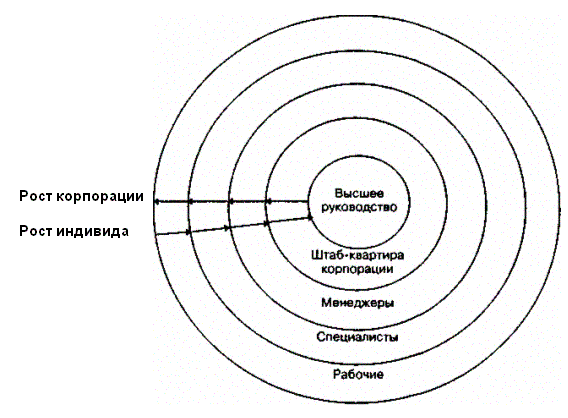 Рост корпорации
Рост индивида
Высшее
руководство
Штаб-квартира
корпорации
Менеджеры
Специалисты
Рабочие